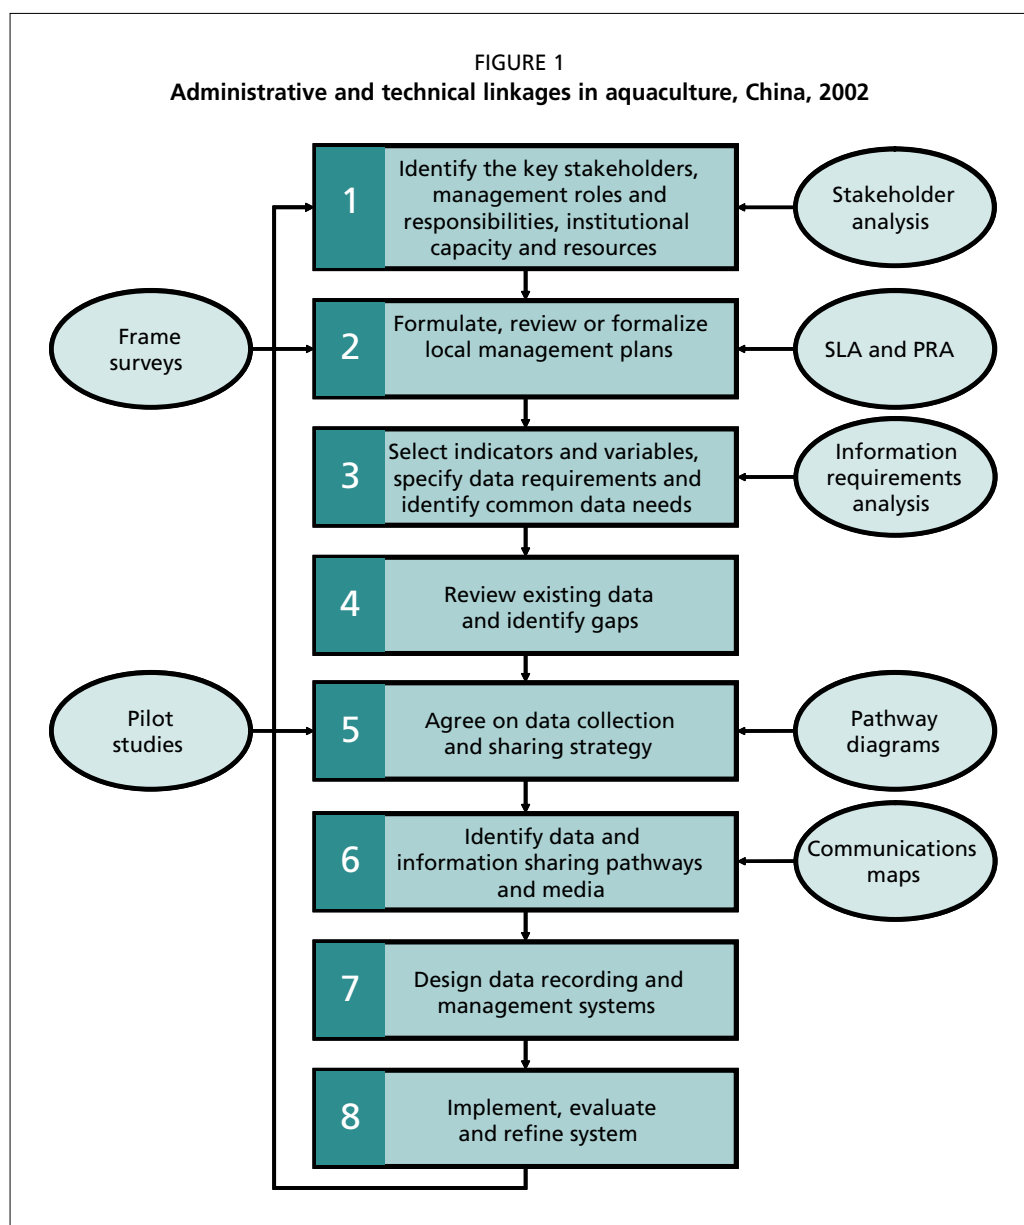 FIGURE 1
Administrative and technical linkages in aquaculture, China, 2002
1
Identify the key stakeholders,
management roles and
responsibilities, institutional
capacity and resources
Stakeholder
analysis
Frame
surveys
2
Formulate, review or formalize
local management plans
SLA and PRA
3
Select indicators and variables,
specify data requirements and
identify common data needs
Information
requirements
analysis
4
Review existing data
and identify gaps
Pilot
studies
5
Agree on data collection
and sharing strategy
Pathway
diagrams
6
Identify data and
information sharing pathways
and media
Communications
maps
7
Design data recording and
management systems
8
Implement, evaluate
and refine system